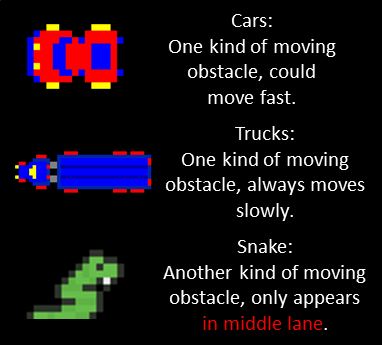 Cars:
One kind of moving
obstacle, could
move fast.
Trucks:
One kind of moving
obstacle, always moves
slowly.
Snake:
Another kind of moving
obstacle, only appears
in middle lane.